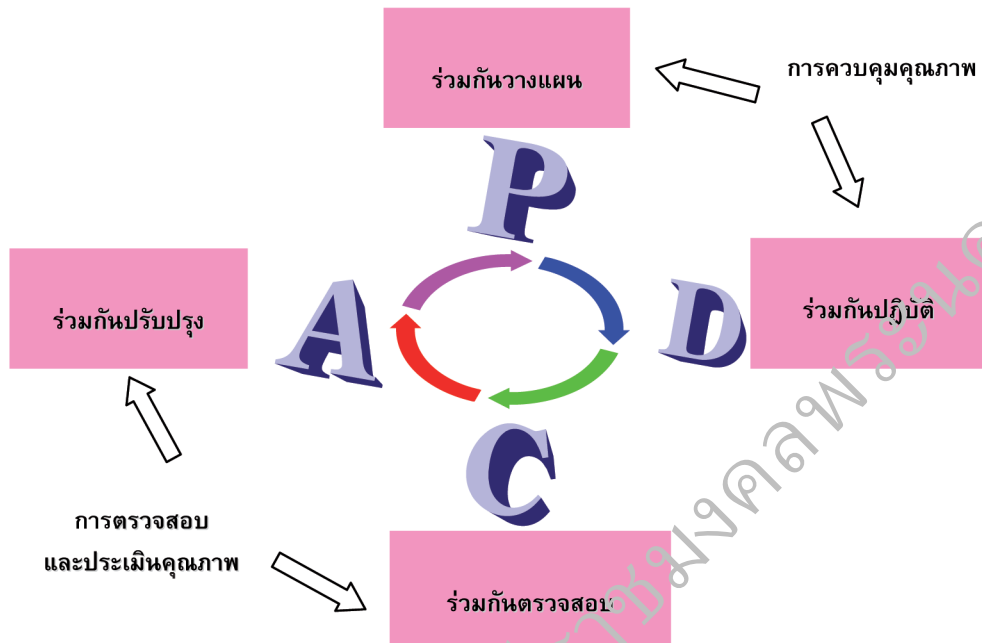 ร่วมกันวางแผน
การควบคุมคุณภาพ
P
ร่วมกันปรับปรุง
A
D
ร่วมกันปฏิบัติ
C
การตรวจสอบ
และประเมินคุณภาพ
ร่วมกันตรวจสอบ